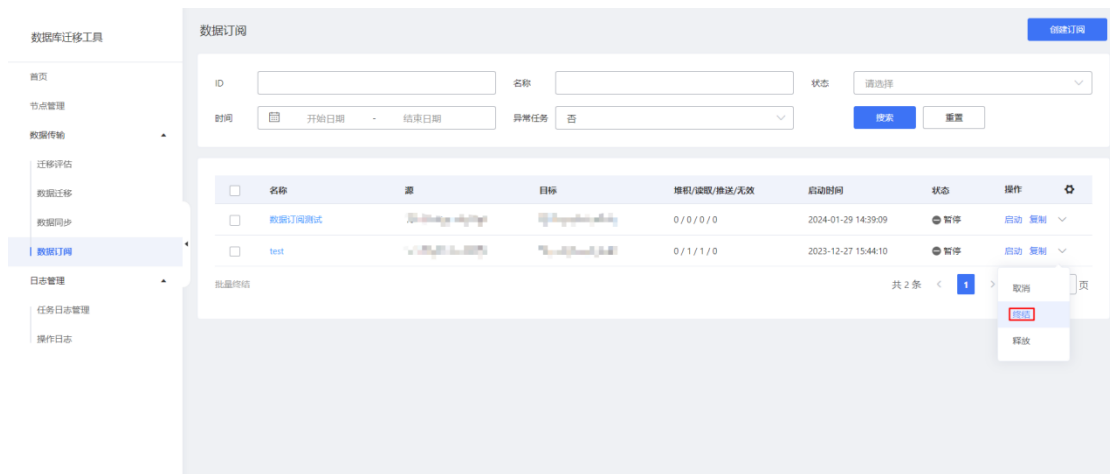 数据库迁移工具
首页
节点管理
数据传输
迁移评估
数据迁移
数据同步
数据订阅
日志管理
任务日志管理
操作日志
数据订阅 创建订阅
ID 名称 状态 请选择
时间 开始日期 - 结束日期 异常任务 否 搜索 重置
名称 源 目标 堆积/读取/推送/无效 启动时间 状态 操作
数据订阅测试 0 / 0 / 0 / 0 2024-01-29 14:39:09 暂停 启动 复制
test 0 / 1 / 1 / 0 2023-12-27 15:44:10 暂停 启动 复制
批量终结 共 2 条 1 页
取消
终结
释放